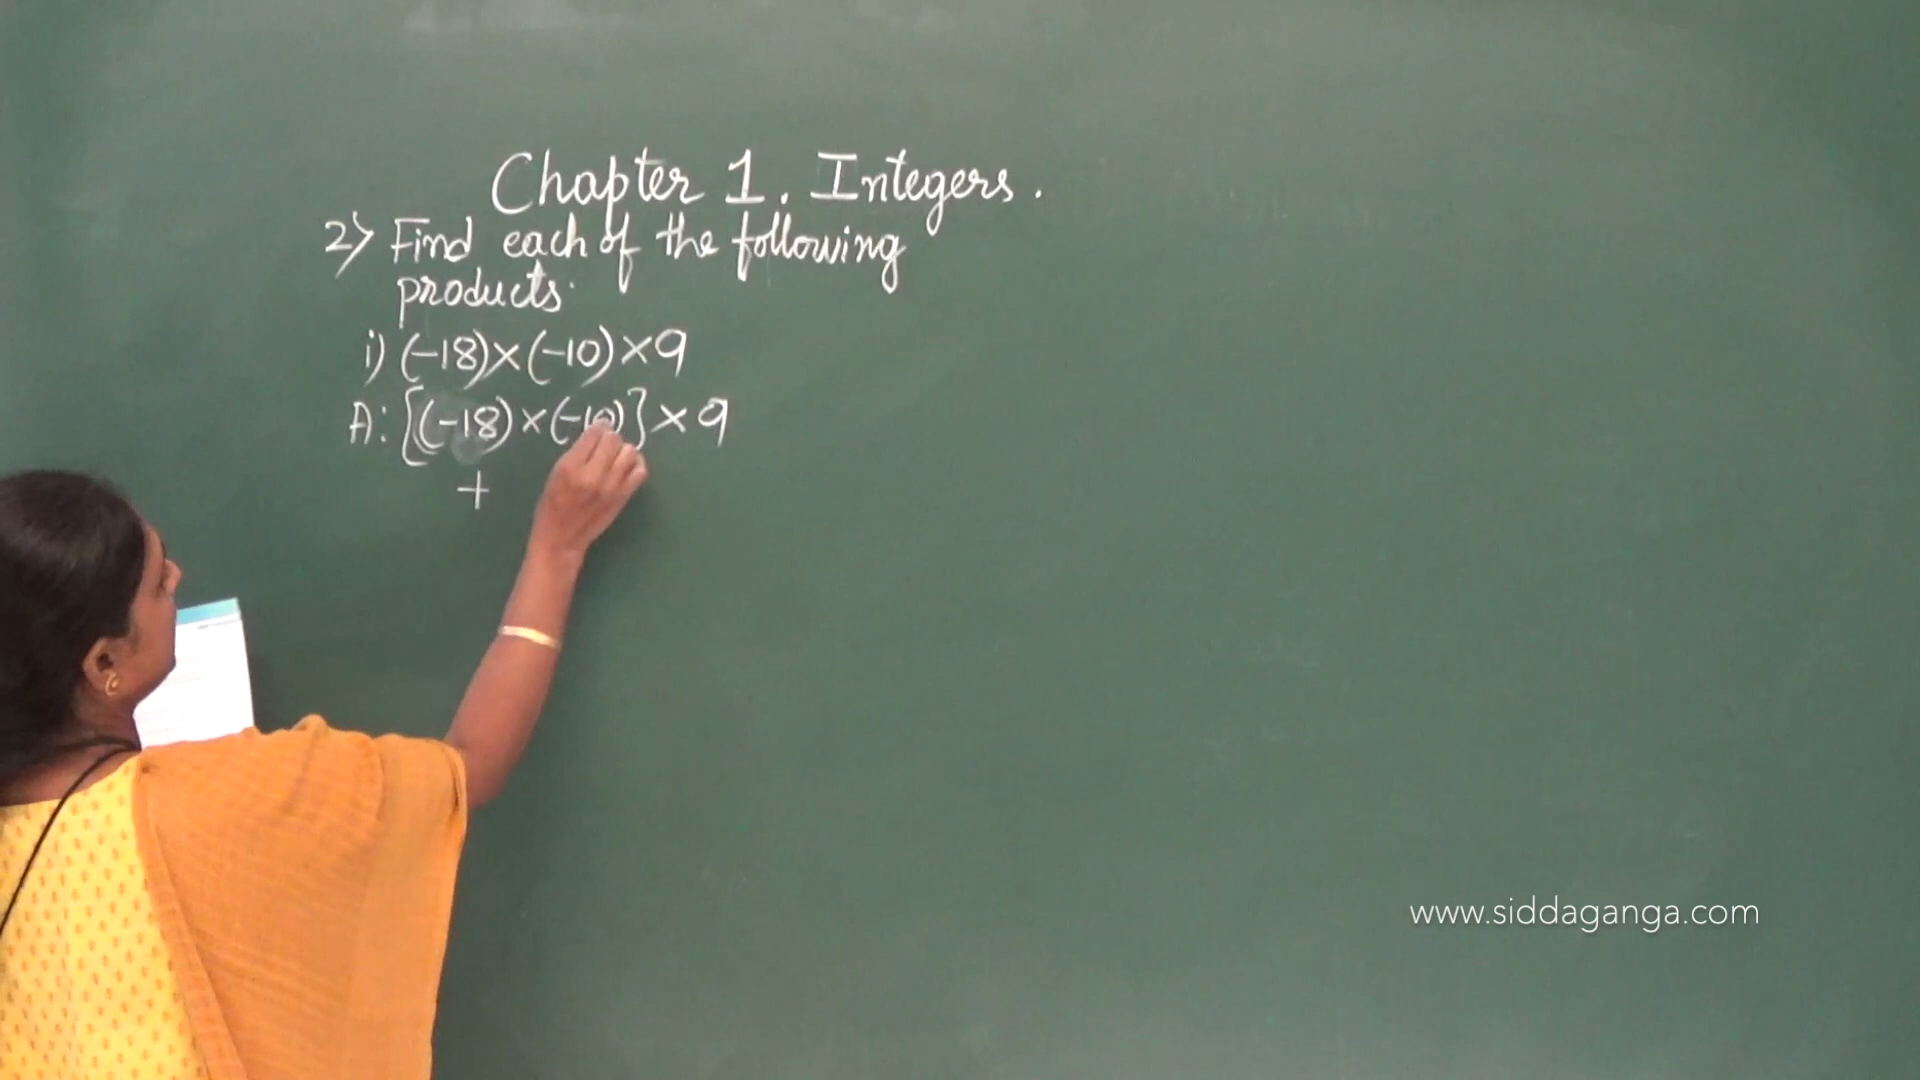 Chapter 1. Integers.
2) Find each of the following
products.
i) (-18)×(-10)×9
A: [(-18)×(-10)]×9
+
www.siddaganga.com